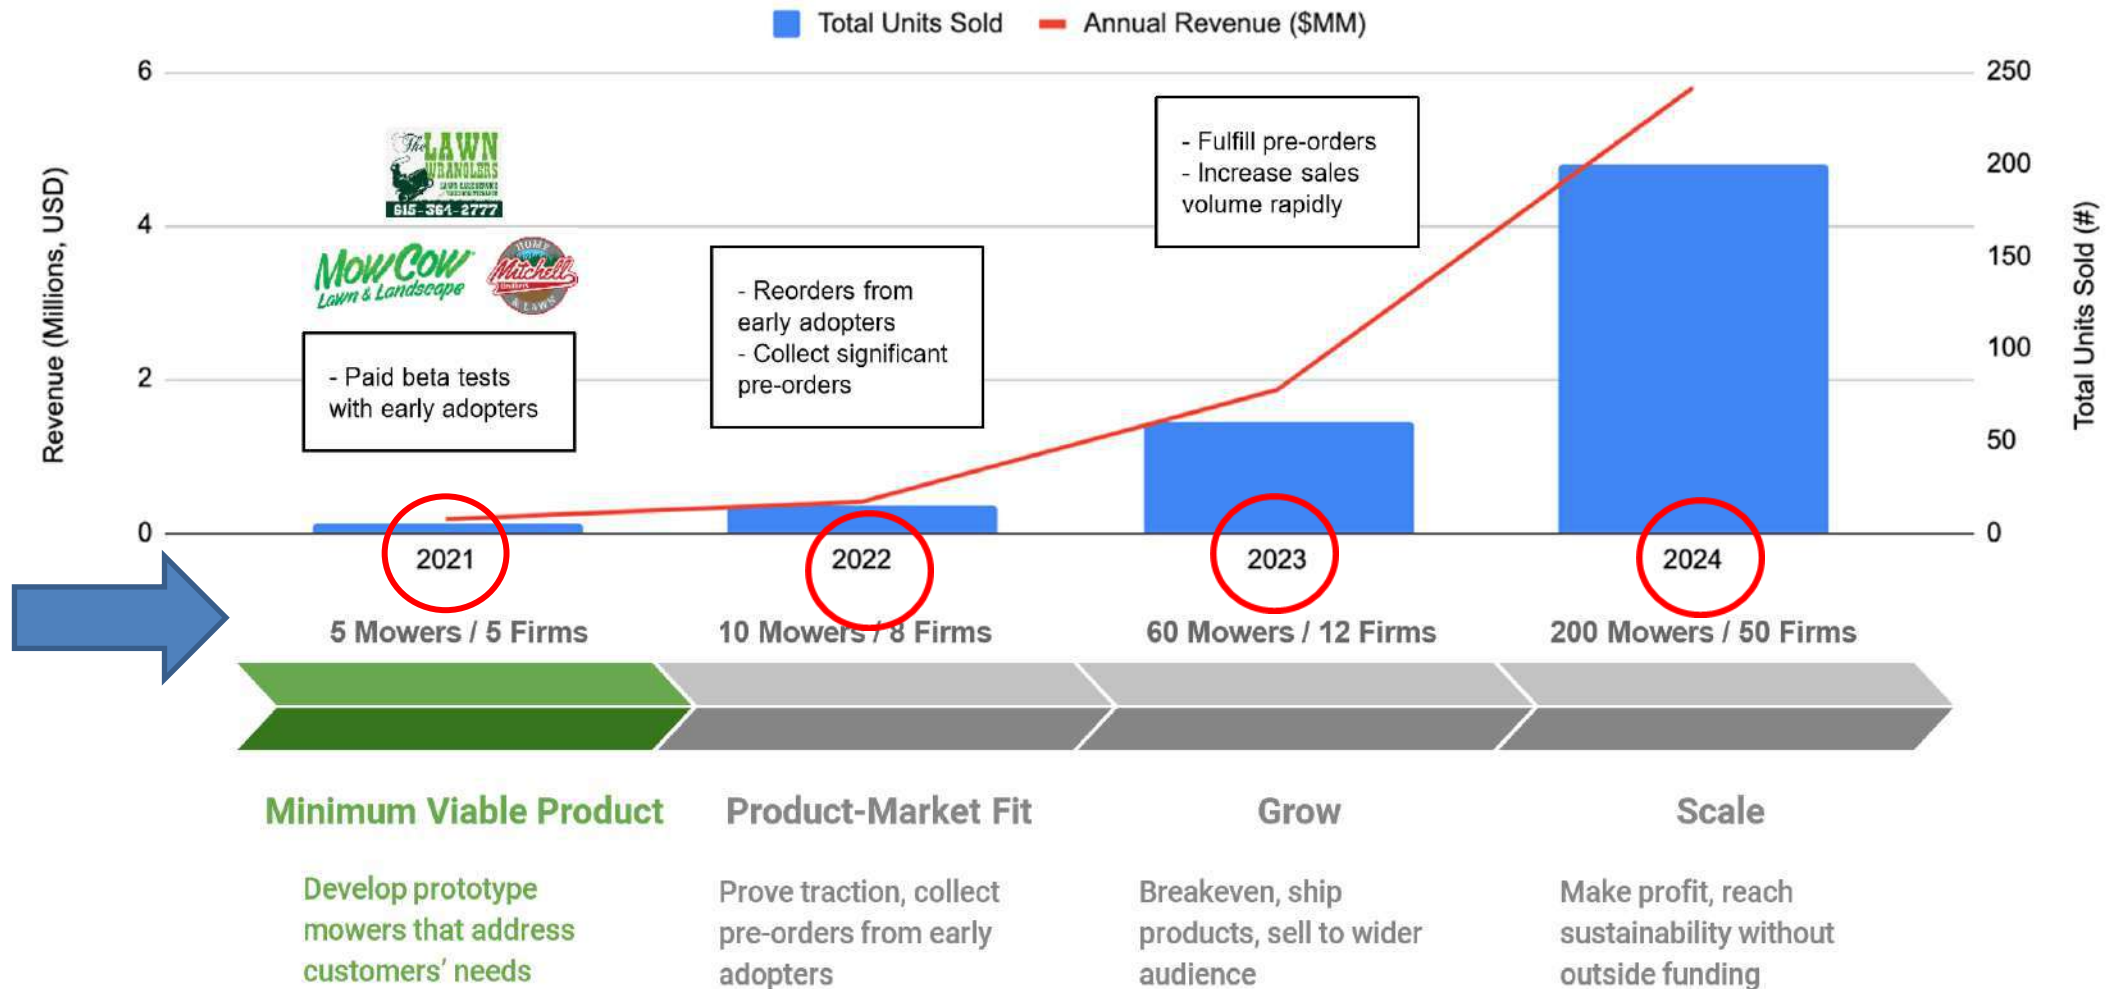 Total Units Sold
Annual Revenue ($MM)
6
4
2
0
Revenue (Millions, USD)
250
200
150
100
50
0
Total Units Sold (#)
The LAWN
WRANGLERS
615-364-2777
MowCow
Lawn & Landscape
HOME
Mitchell
Brothers
& LAWN
- Paid beta tests
with early adopters
- Reorders from
early adopters
- Collect significant
pre-orders
- Fulfill pre-orders
- Increase sales
volume rapidly
2021
2022
2023
2024
5 Mowers / 5 Firms
10 Mowers / 8 Firms
60 Mowers / 12 Firms
200 Mowers / 50 Firms
Minimum Viable Product
Product-Market Fit
Grow
Scale
Develop prototype
mowers that address
customers' needs
Prove traction, collect
pre-orders from early
adopters
Breakeven, ship
products, sell to wider
audience
Make profit, reach
sustainability without
outside funding